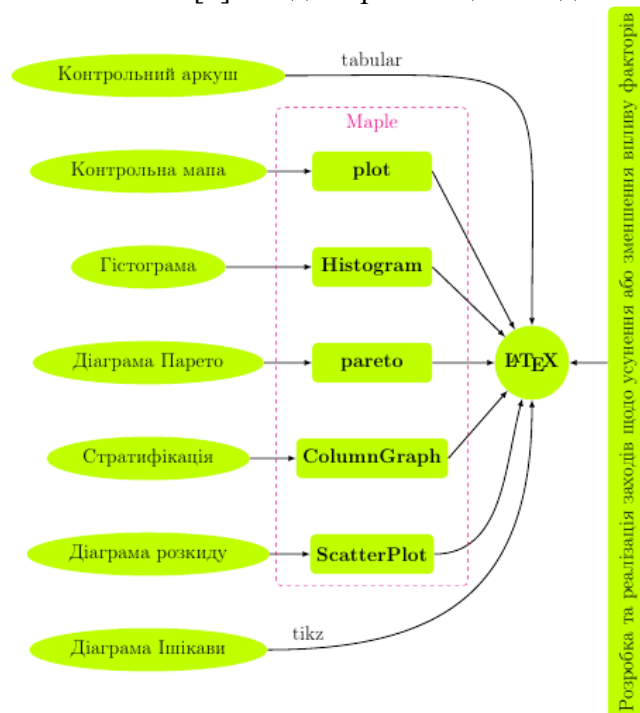 tabular
Контрольний аркуш
Maple
Контрольна мапа
plot
Гістограма
Histogram
Діаграма Парето
pareto
LATEX
Стратифікація
ColumnGraph
Діаграма розкиду
ScatterPlot
tikz
Діаграма Ішікави
Розробка та реалізація заходів щодо усунення або зменшення впливу факторів